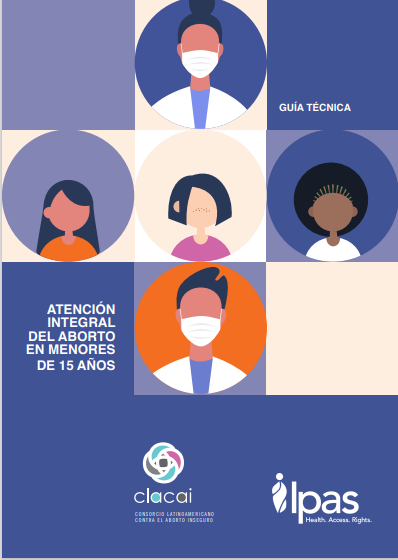 GUÍA TÉCNICA
ATENCIÓN
INTEGRAL
DEL ABORTO
EN MENORES
DE 15 AÑOS
clacai
CONSORCIO LATINOAMERICANO
CONTRA EL ABORTO INSEGURO
Ipas
Health. Access. Rights.